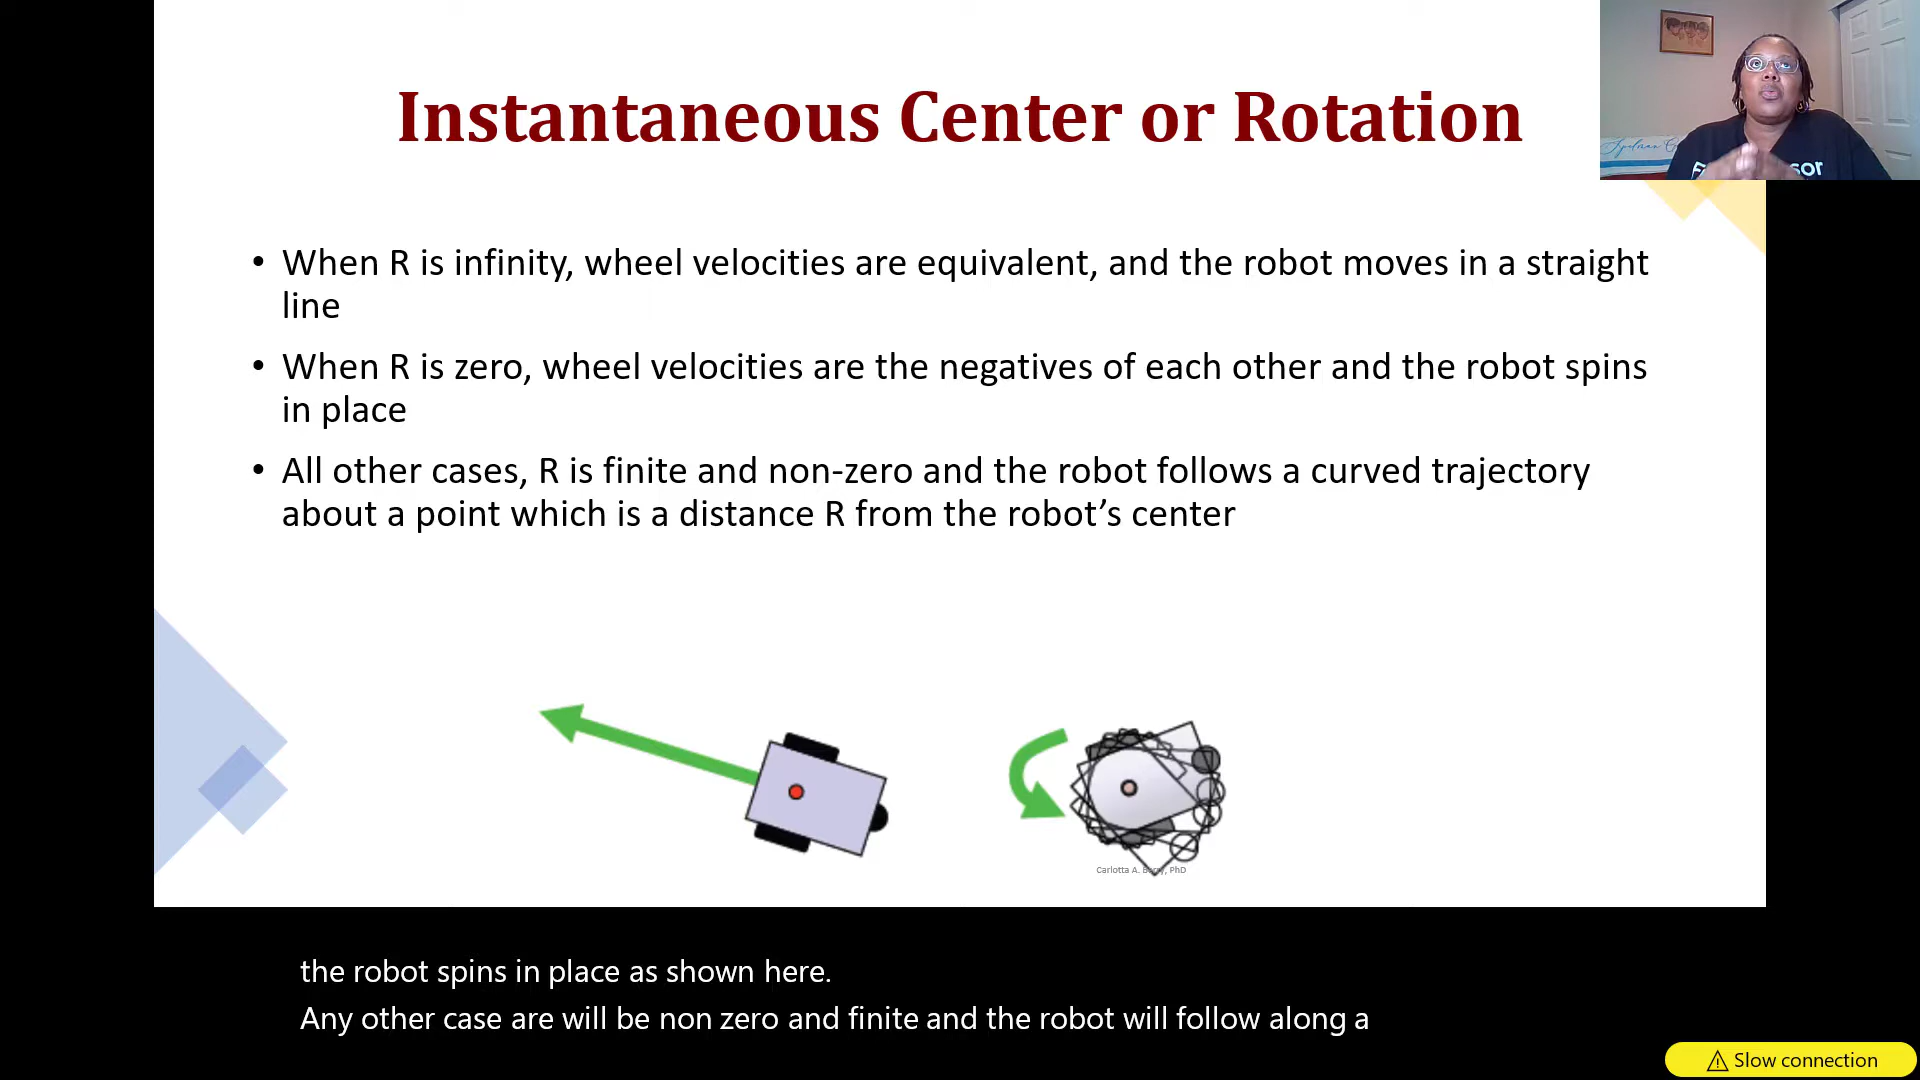 Instantaneous Center or Rotation
• When R is infinity, wheel velocities are equivalent, and the robot moves in a straight
line
• When R is zero, wheel velocities are the negatives of each other and the robot spins
in place
• All other cases, R is finite and non-zero and the robot follows a curved trajectory
about a point which is a distance R from the robot’s center
Carlotta A. Berry, PhD
the robot spins in place as shown here.
Any other case are will be non zero and finite and the robot will follow along a
Slow connection